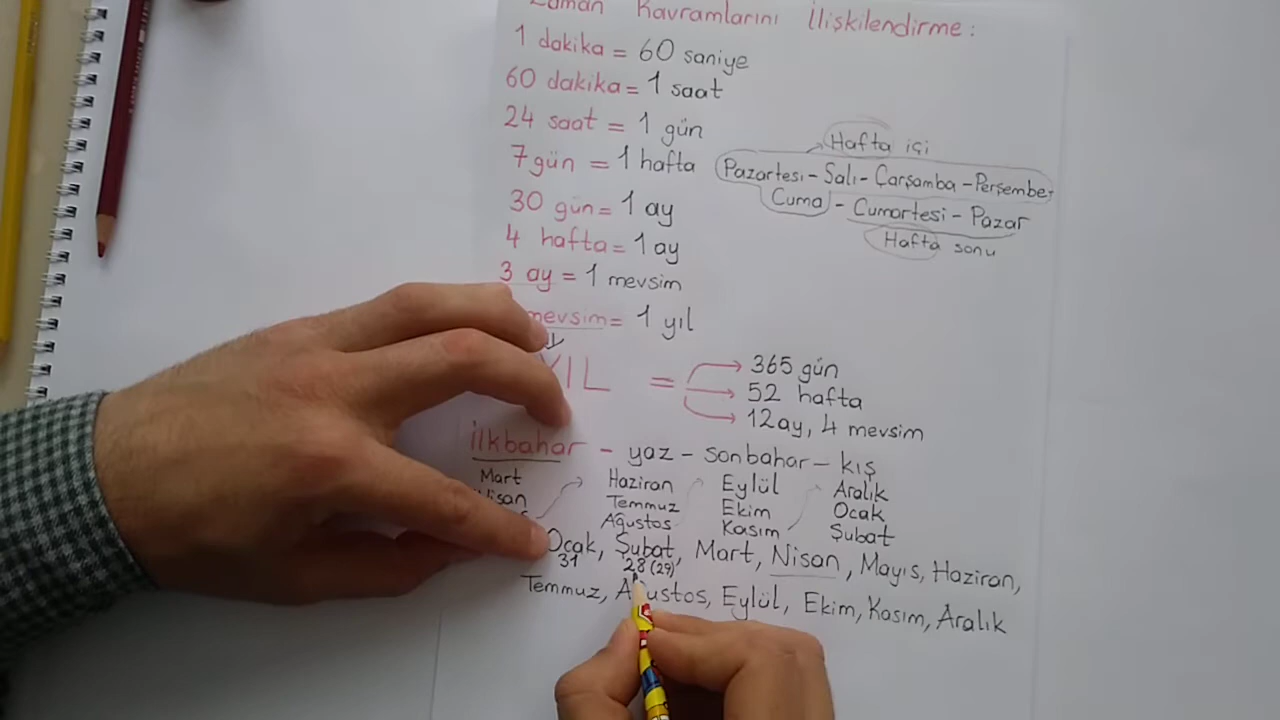 Zaman Kavramlarını İlişkilendirme:
1 dakika = 60 saniye
60 dakika = 1 saat
24 saat = 1 gün
7 gün = 1 hafta
30 gün = 1 ay
4 hafta = 1 ay
3 ay = 1 mevsim
mevsim = 1 yıl
Hafta içi
Pazartesi - Salı - Çarşamba - Perşembe,
Cuma - Cumartesi - Pazar
Hafta sonu
YIL =
365 gün
52 hafta
12 ay, 4 mevsim
İlkbahar - yaz - sonbahar - kış
Mart Haziran Eylül Aralık
Nisan Temmuz Ekim Ocak
Ağustos Kasım Şubat
Ocak, Şubat, Mart, Nisan, Mayıs, Haziran,
31 28 (29)
Temmuz, Ağustos, Eylül, Ekim, Kasım, Aralık